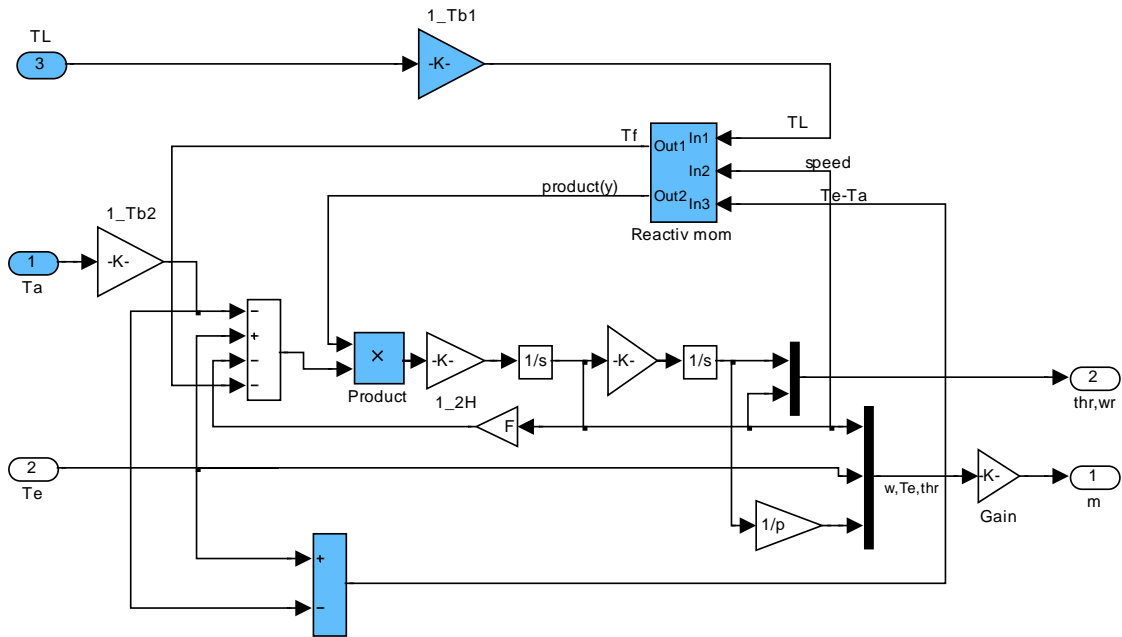 1_Tb1
TL
3
-K-
TL
Tf
Out1
In1
speed
In2
product(y)
Out2
In3
Te-Ta
Reactiv mom
1_Tb2
1
-K-
Ta
−
+
−
−
×
Product
-K-
1_2H
1/s
-K-
1/s
2
thr,wr
F
2
Te
w,Te,thr
-K-
Gain
1
m
1/p
+
−